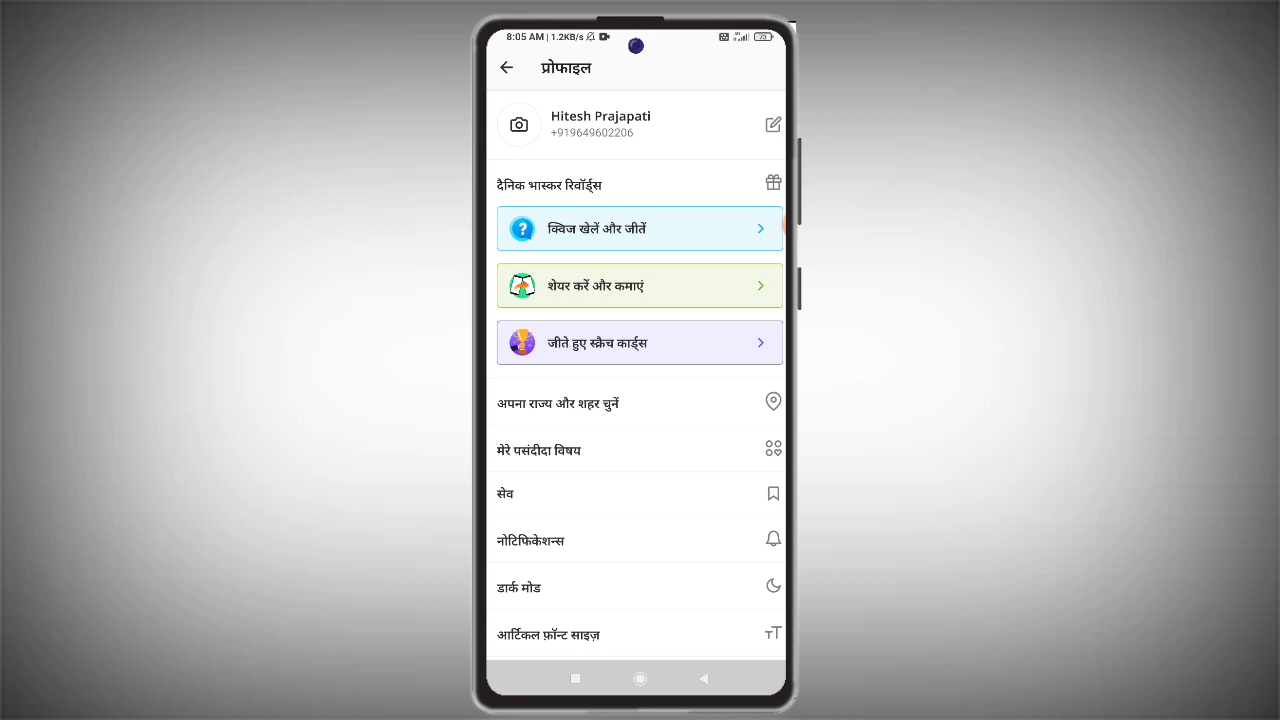 8:05 AM | 1.2KB/s
73
प्रोफाइल
Hitesh Prajapati
+919649602206
दैनिक भास्कर रिवॉर्ड्स
क्विज खेलें और जीतें
शेयर करें और कमाएं
जीते हुए स्क्रैच कार्ड्स
अपना राज्य और शहर चुनें
मेरे पसंदीदा विषय
सेव
नोटिफिकेशन्स
डार्क मोड
आर्टिकल फ़ॉन्ट साइज़